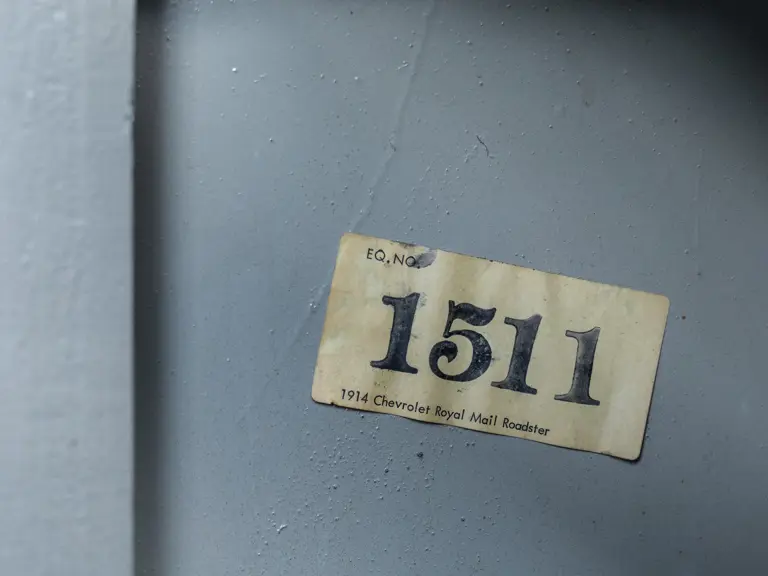 EQ. NO.
1511
1914 Chevrolet Royal Mail Roadster